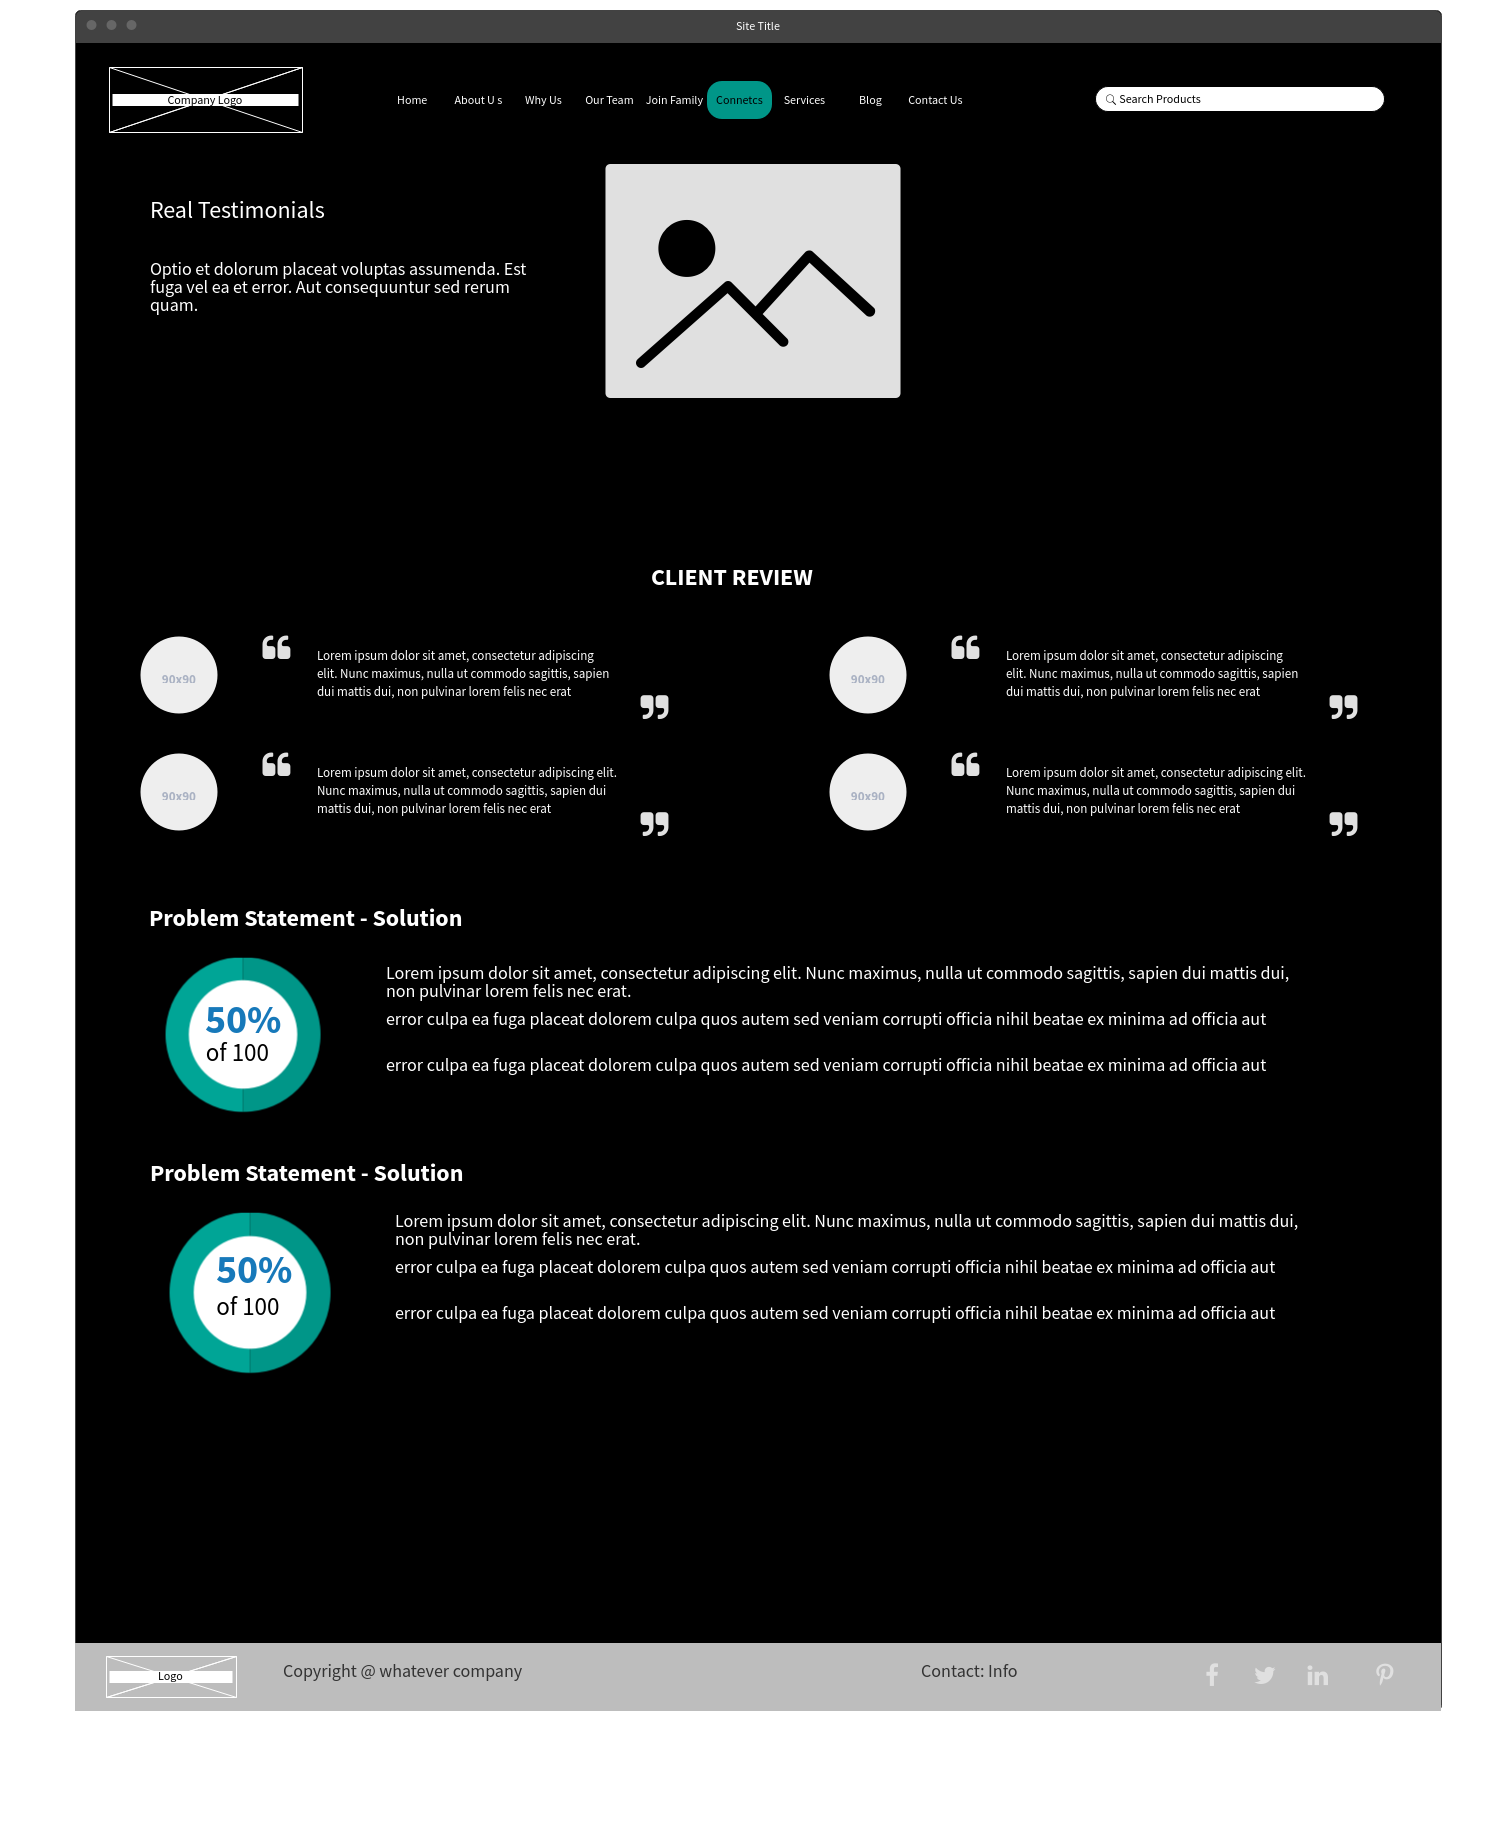 Site Title
Company Logo
Home
About U s
Why Us
Our Team
Join Family
Connetcs
Services
Blog
Contact Us
Search Products
Real Testimonials
Optio et dolorum placeat voluptas assumenda. Est
fuga vel ea et error. Aut consequuntur sed rerum
quam.
CLIENT REVIEW
90x90
Lorem ipsum dolor sit amet, consectetur adipiscing
elit. Nunc maximus, nulla ut commodo sagittis, sapien
dui mattis dui, non pulvinar lorem felis nec erat
90x90
Lorem ipsum dolor sit amet, consectetur adipiscing
elit. Nunc maximus, nulla ut commodo sagittis, sapien
dui mattis dui, non pulvinar lorem felis nec erat
90x90
Lorem ipsum dolor sit amet, consectetur adipiscing elit.
Nunc maximus, nulla ut commodo sagittis, sapien dui
mattis dui, non pulvinar lorem felis nec erat
90x90
Lorem ipsum dolor sit amet, consectetur adipiscing elit.
Nunc maximus, nulla ut commodo sagittis, sapien dui
mattis dui, non pulvinar lorem felis nec erat
Problem Statement - Solution
50%
of 100
Lorem ipsum dolor sit amet, consectetur adipiscing elit. Nunc maximus, nulla ut commodo sagittis, sapien dui mattis dui,
non pulvinar lorem felis nec erat.
error culpa ea fuga placeat dolorem culpa quos autem sed veniam corrupti officia nihil beatae ex minima ad officia aut
error culpa ea fuga placeat dolorem culpa quos autem sed veniam corrupti officia nihil beatae ex minima ad officia aut
Problem Statement - Solution
50%
of 100
Lorem ipsum dolor sit amet, consectetur adipiscing elit. Nunc maximus, nulla ut commodo sagittis, sapien dui mattis dui,
non pulvinar lorem felis nec erat.
error culpa ea fuga placeat dolorem culpa quos autem sed veniam corrupti officia nihil beatae ex minima ad officia aut
error culpa ea fuga placeat dolorem culpa quos autem sed veniam corrupti officia nihil beatae ex minima ad officia aut
Logo
Copyright @ whatever company
Contact: Info